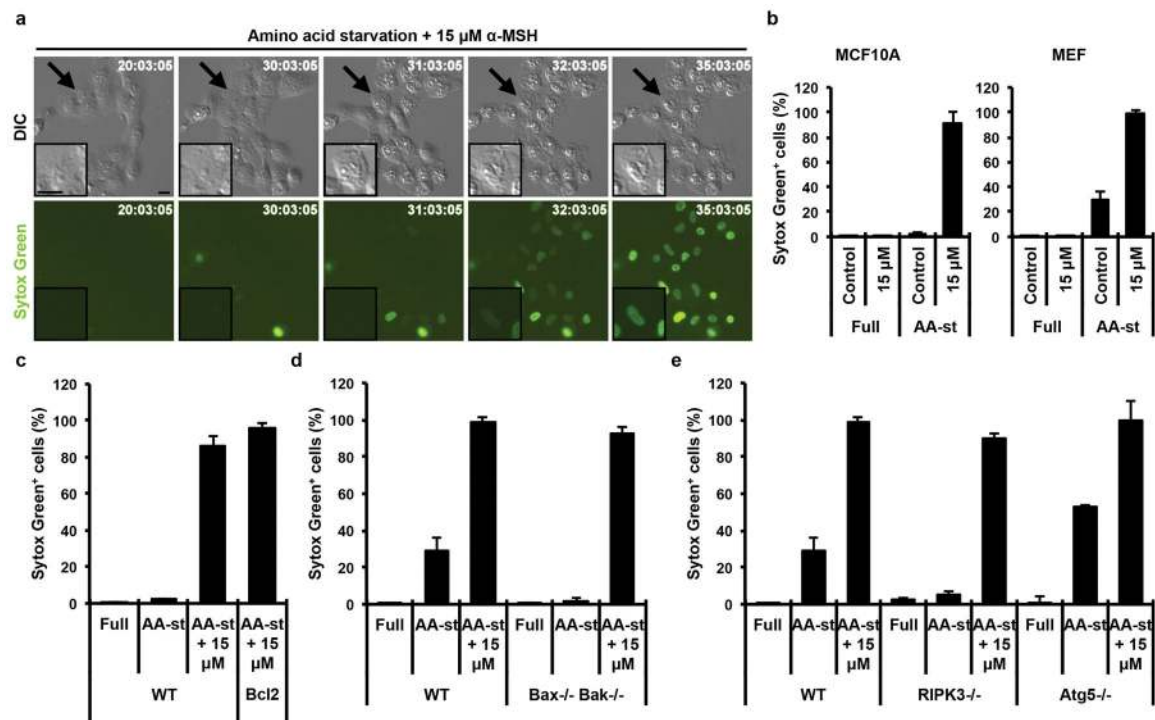 a
Amino acid starvation + 15 µM α-MSH
DIC
20:03:05
30:03:05
31:03:05
32:03:05
35:03:05
Sytox Green
20:03:05
30:03:05
31:03:05
32:03:05
35:03:05
b
MCF10A
Sytox Green⁺ cells (%)
120
100
80
60
40
20
0
Control
15 µM
Control
15 µM
Full
AA-st
MEF
120
100
80
60
40
20
0
Control
15 µM
Control
15 µM
Full
AA-st
c
Sytox Green⁺ cells (%)
120
100
80
60
40
20
0
Full
AA-st
AA-st
+ 15
µM
AA-st
+ 15
µM
WT
Bcl2
d
Sytox Green⁺ cells (%)
120
100
80
60
40
20
0
Full
AA-st
AA-st
+ 15
µM
Full
AA-st
AA-st
+ 15
µM
WT
Bax-/- Bak-/-
e
Sytox Green⁺ cells (%)
120
100
80
60
40
20
0
Full
AA-st
AA-st
+ 15
µM
Full
AA-st
AA-st
+ 15
µM
Full
AA-st
AA-st
+ 15
µM
WT
RIPK3-/-
Atg5-/-